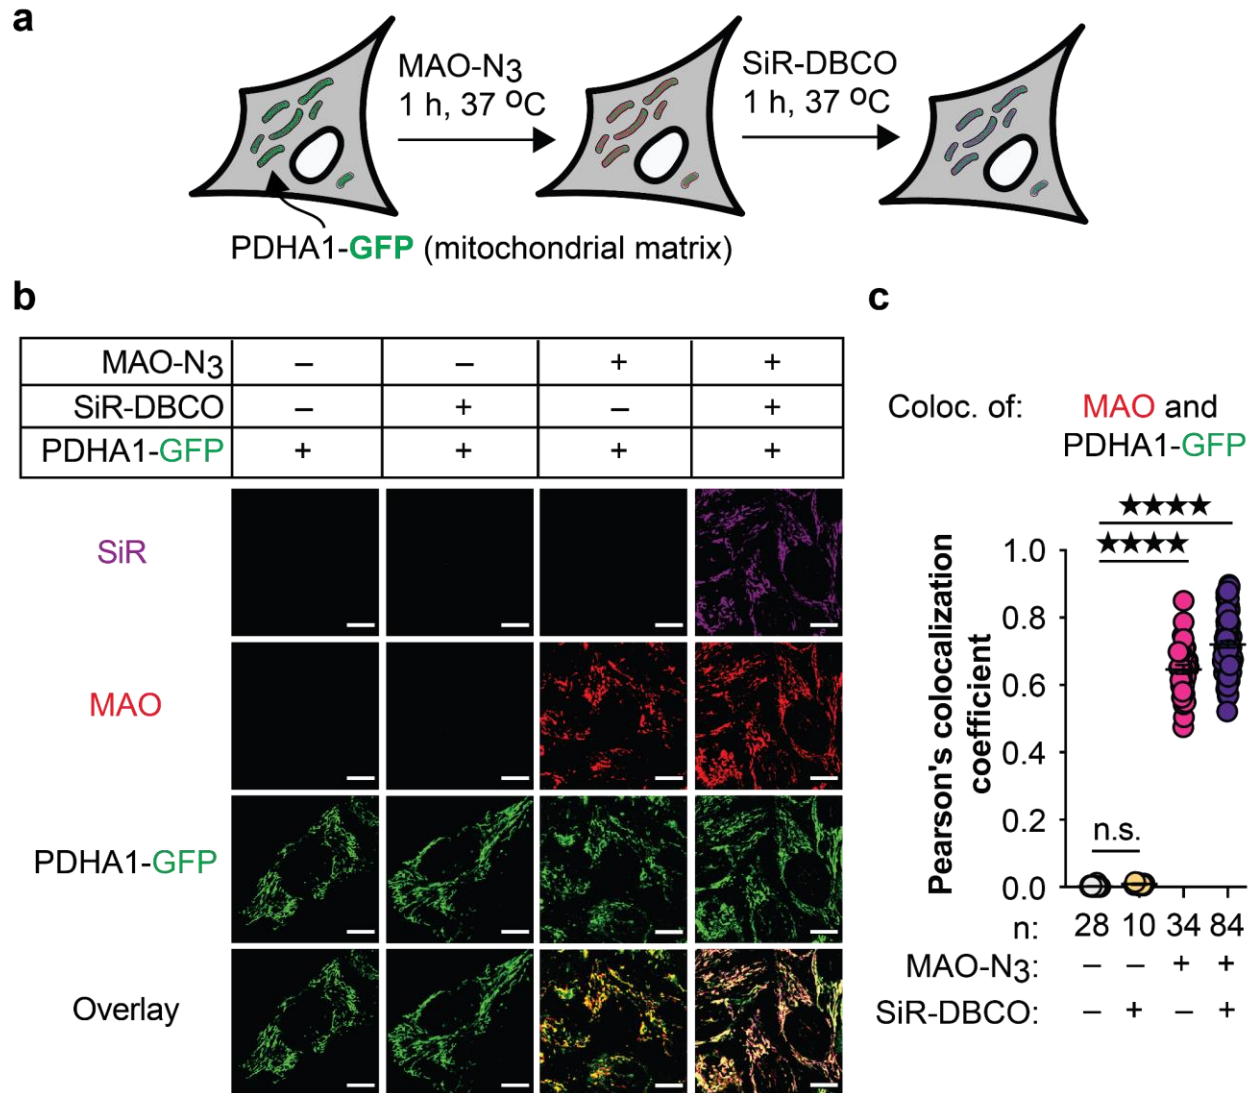 a
MAO-N3
1 h, 37 ºC
SiR-DBCO
1 h, 37 ºC
PDHA1-GFP (mitochondrial matrix)
b
MAO-N3 – – + +
SiR-DBCO – + – +
PDHA1-GFP + + + +
SiR
MAO
PDHA1-GFP
Overlay
c
Coloc. of: MAO and
PDHA1-GFP
★★★★
★★★★
Pearson's colocalization
coefficient
1.0
0.8
0.6
0.4
0.2
0.0
n.s.
n: 28 10 34 84
MAO-N3: – – + +
SiR-DBCO: – + – +